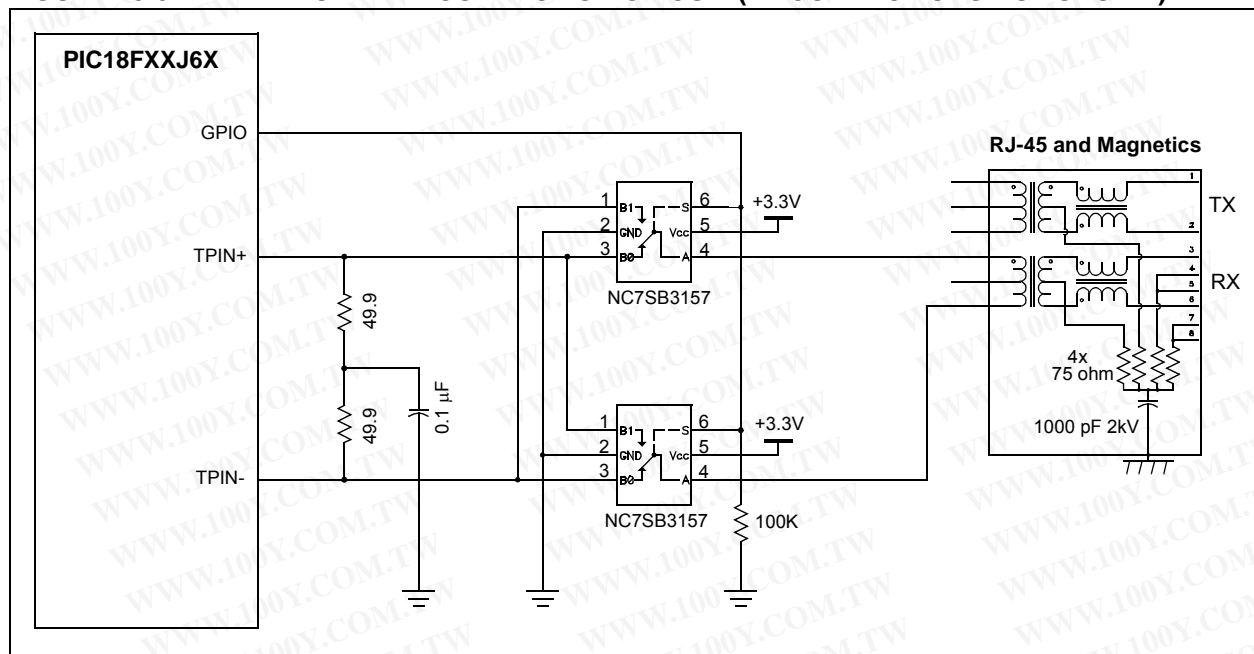 PIC18FXXJ6X
GPIO
RJ-45 and Magnetics
1
B1
S
6
+3.3V
1
TX
2
GND
Vcc
5
2
TPIN+
3
B0
A
4
3
4
RX
NC7SB3157
5
6
7
8
49.9
4x
75 ohm
49.9
0.1 µF
1
B1
S
6
+3.3V
1000 pF 2kV
2
GND
Vcc
5
TPIN-
3
B0
A
4
NC7SB3157
100K
WWW.100Y.COM.TW